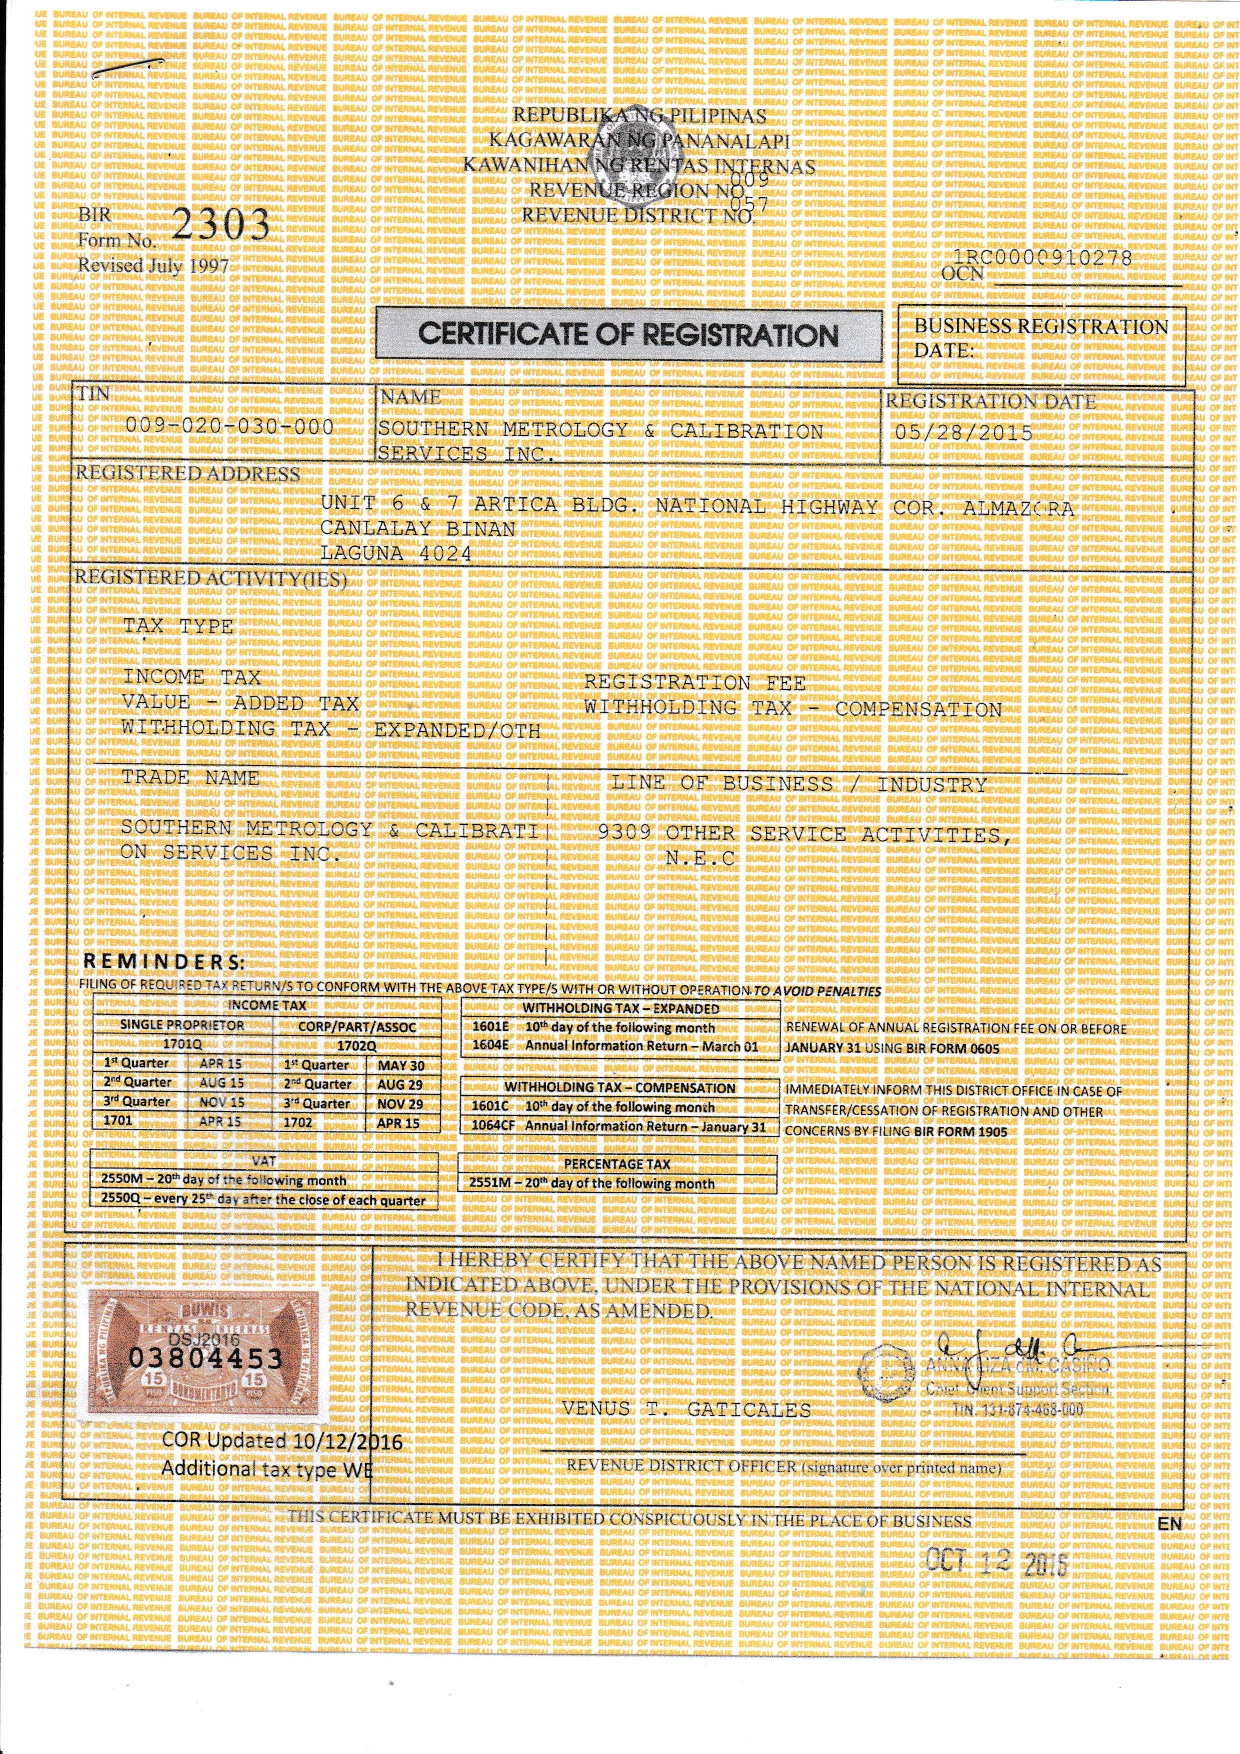 REPUBLIKA NG PILIPINAS
KAGAWARAN NG PANANALAPI
KAWANIHAN NG RENTAS INTERNAS
REVENUE REGION NO. 009
REVENUE DISTRICT NO. 057
BIR
Form No. 2303
Revised July 1997
OCN 1RC0000910278
CERTIFICATE OF REGISTRATION
BUSINESS REGISTRATION
DATE:
TIN
009-020-030-000
NAME
SOUTHERN METROLOGY & CALIBRATION
SERVICES INC.
REGISTRATION DATE
05/28/2015
REGISTERED ADDRESS
UNIT 6 & 7 ARTICA BLDG. NATIONAL HIGHWAY COR. ALMAZORA
CANLALAY BINAN
LAGUNA 4024
REGISTERED ACTIVITY(IES)
TAX TYPE
INCOME TAX
VALUE - ADDED TAX
WITHHOLDING TAX - EXPANDED/OTH
REGISTRATION FEE
WITHHOLDING TAX - COMPENSATION
TRADE NAME
LINE OF BUSINESS / INDUSTRY
SOUTHERN METROLOGY & CALIBRATI
ON SERVICES INC.
9309 OTHER SERVICE ACTIVITIES,
N.E.C
REMINDERS:
FILING OF REQUIRED TAX RETURN/S TO CONFORM WITH THE ABOVE TAX TYPE/S WITH OR WITHOUT OPERATION TO AVOID PENALTIES
INCOME TAX
SINGLE PROPRIETOR CORP/PART/ASSOC
1701Q 1702Q
1st Quarter APR 15 1st Quarter MAY 30
2nd Quarter AUG 15 2nd Quarter AUG 29
3rd Quarter NOV 15 3rd Quarter NOV 29
1701 APR 15 1702 APR 15
WITHHOLDING TAX – EXPANDED
1601E 10th day of the following month
1604E Annual Information Return – March 01
WITHHOLDING TAX – COMPENSATION
1601C 10th day of the following month
1064CF Annual Information Return – January 31
RENEWAL OF ANNUAL REGISTRATION FEE ON OR BEFORE
JANUARY 31 USING BIR FORM 0605
IMMEDIATELY INFORM THIS DISTRICT OFFICE IN CASE OF
TRANSFER/CESSATION OF REGISTRATION AND OTHER
CONCERNS BY FILING BIR FORM 1905
VAT
2550M – 20th day of the following month
2550Q – every 25th day after the close of each quarter
PERCENTAGE TAX
2551M – 20th day of the following month
I HEREBY CERTIFY THAT THE ABOVE NAMED PERSON IS REGISTERED AS
INDICATED ABOVE, UNDER THE PROVISIONS OF THE NATIONAL INTERNAL
REVENUE CODE, AS AMENDED.
BUWIS
RENTAS INTERNAS
DSJ2016
03804453
15 PISO DOKUMENTARYO 15 PISO
COR Updated 10/12/2016
Additional tax type WE
ANNA LIZA CASIÑO
Chief, Client Support Section
TIN: 131-874-468-000
VENUS T. GATICALES
REVENUE DISTRICT OFFICER (signature over printed name)
THIS CERTIFICATE MUST BE EXHIBITED CONSPICUOUSLY IN THE PLACE OF BUSINESS
EN
OCT 12 2016